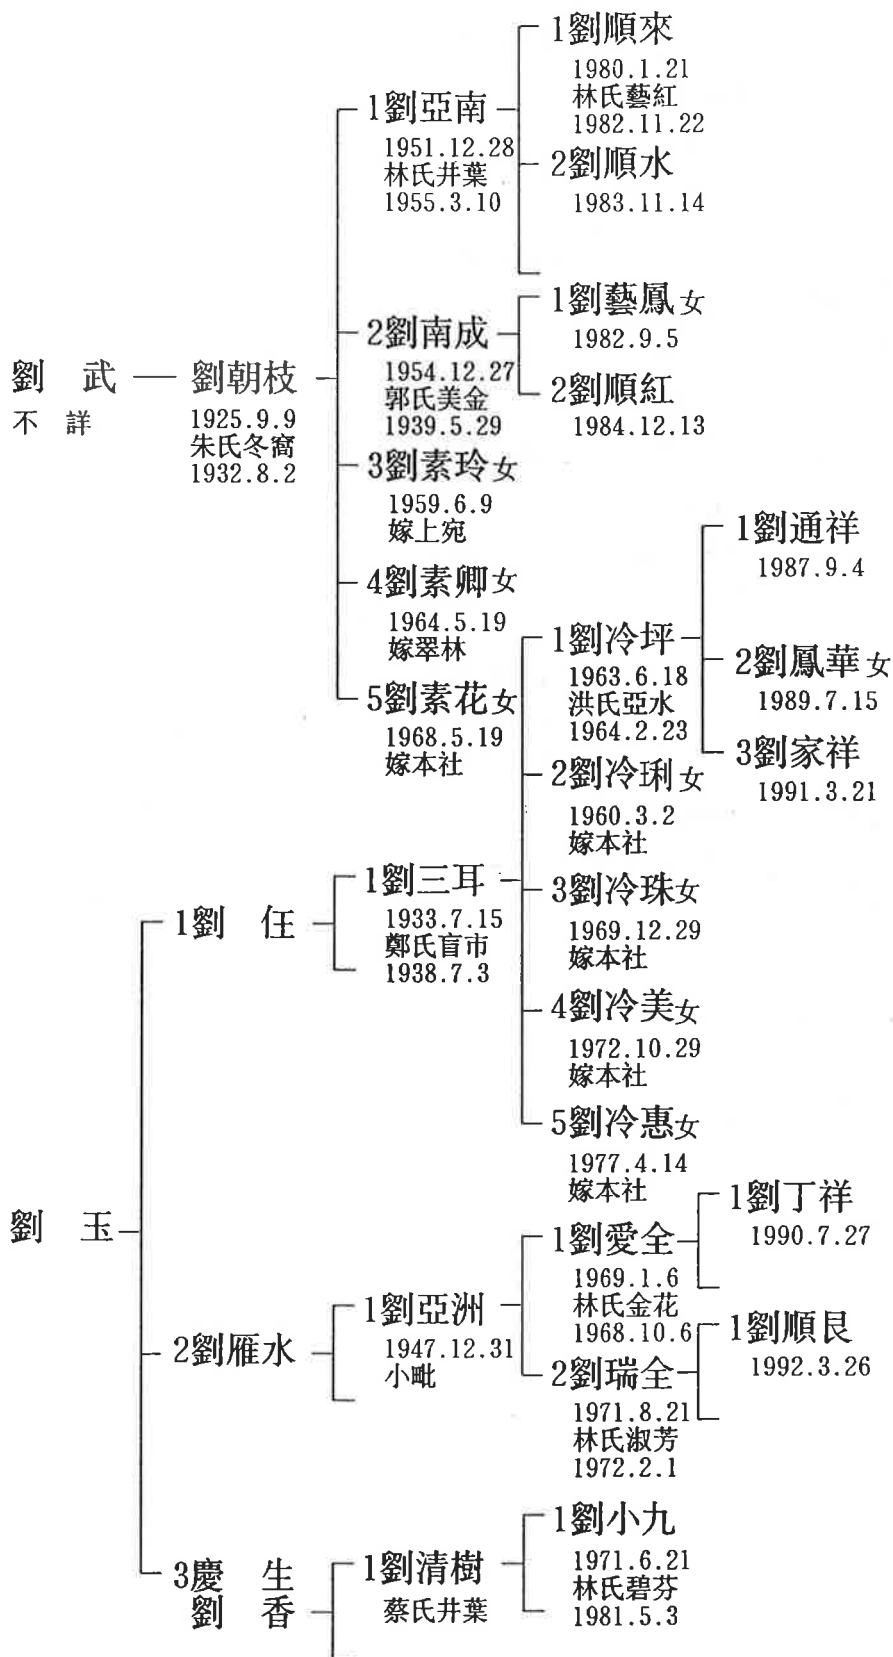 劉武
不詳
劉朝枝
1925.9.9
朱氏冬窩
1932.8.2
1劉亞南
1951.12.28
林氏井葉
1955.3.10
1劉順來
1980.1.21
林氏藝紅
1982.11.22
2劉順水
1983.11.14
2劉南成
1954.12.27
郭氏美金
1939.5.29
1劉藝鳳女
1982.9.5
2劉順紅
1984.12.13
3劉素玲女
1959.6.9
嫁上宛
4劉素卿女
1964.5.19
嫁翠林
5劉素花女
1968.5.19
嫁本社
劉玉
1劉任
1劉三耳
1933.7.15
鄭氏盲市
1938.7.3
1劉冷坪
1963.6.18
洪氏亞水
1964.2.23
1劉通祥
1987.9.4
2劉鳳華女
1989.7.15
3劉家祥
1991.3.21
2劉冷琍女
1960.3.2
嫁本社
3劉冷珠女
1969.12.29
嫁本社
4劉冷美女
1972.10.29
嫁本社
5劉冷惠女
1977.4.14
嫁本社
2劉雁水
1劉亞洲
1947.12.31
小毗
1劉愛全
1969.1.6
林氏金花
1968.10.6
1劉丁祥
1990.7.27
2劉瑞全
1971.8.21
林氏淑芳
1972.2.1
1劉順艮
1992.3.26
3慶生
劉香
1劉清樹
蔡氏井葉
1劉小九
1971.6.21
林氏碧芬
1981.5.3